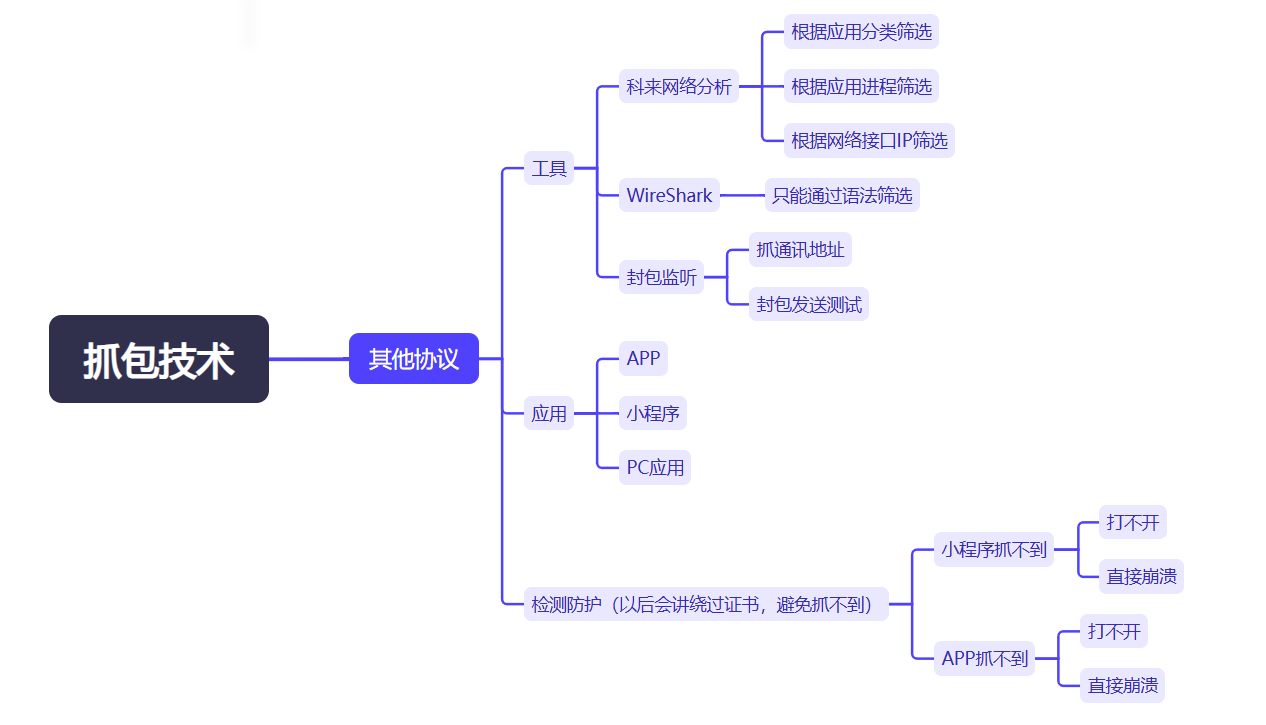 抓包技术
其他协议
工具
科来网络分析
根据应用分类筛选
根据应用进程筛选
根据网络接口IP筛选
WireShark
只能通过语法筛选
封包监听
抓通讯地址
封包发送测试
应用
APP
小程序
PC应用
检测防护（以后会讲绕过证书，避免抓不到）
小程序抓不到
打不开
直接崩溃
APP抓不到
打不开
直接崩溃